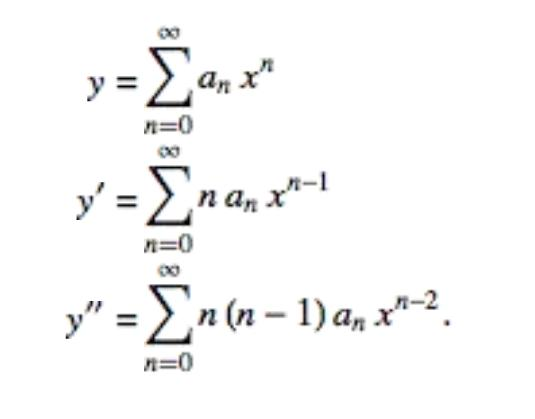 y = ∑_{n=0}^{∞} a_n x^n
y′ = ∑_{n=0}^{∞} n a_n x^{n−1}
y″ = ∑_{n=0}^{∞} n (n − 1) a_n x^{n−2}.